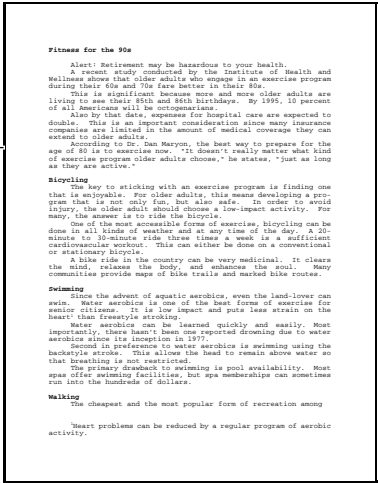 Fitness for the 90s
Alert: Retirement may be hazardous to your health.
A recent study conducted by the Institute of Health and
Wellness shows that older adults who engage in an exercise program
during their 60s and 70s fare better in their 80s.
This is significant because more and more older adults are
living to see their 85th and 86th birthdays. By 1995, 10 percent
of all Americans will be octogenarians.
Also by that date, expenses for hospital care are expected to
double. This is an important consideration since many insurance
companies are limited in the amount of medical coverage they can
extend to older adults.
According to Dr. Dan Maryon, the best way to prepare for the
age of 80 is to exercise now. "It doesn't really matter what kind
of exercise program older adults choose," he states, "just as long
as they are active."
Bicycling
The key to sticking with an exercise program is finding one
that is enjoyable. For older adults, this means developing a pro-
gram that is not only fun, but also safe. In order to avoid
injury, the older adult should choose a low-impact activity. For
many, the answer is to ride the bicycle.
One of the most accessible forms of exercise, bicycling can be
done in all kinds of weather and at any time of the day. A 20-
minute to 30-minute ride three times a week is a sufficient
cardiovascular workout. This can either be done on a conventional
or stationary bicycle.
A bike ride in the country can be very medicinal. It clears
the mind, relaxes the body, and enhances the soul. Many
communities provide maps of bike trails and marked bike routes.
Swimming
Since the advent of aquatic aerobics, even the land-lover can
swim. Water aerobics is one of the best forms of exercise for
senior citizens. It is low impact and puts less strain on the
heart¹ than freestyle stroking.
Water aerobics can be learned quickly and easily. Most
importantly, there hasn't been one reported drowning due to water
aerobics since its inception in 1977.
Second in preference to water aerobics is swimming using the
backstyle stroke. This allows the head to remain above water so
that breathing is not restricted.
The primary drawback to swimming is pool availability. Most
spas offer swimming facilities, but spa memberships can sometimes
run into the hundreds of dollars.
Walking
The cheapest and the most popular form of recreation among
¹Heart problems can be reduced by a regular program of aerobic
activity.